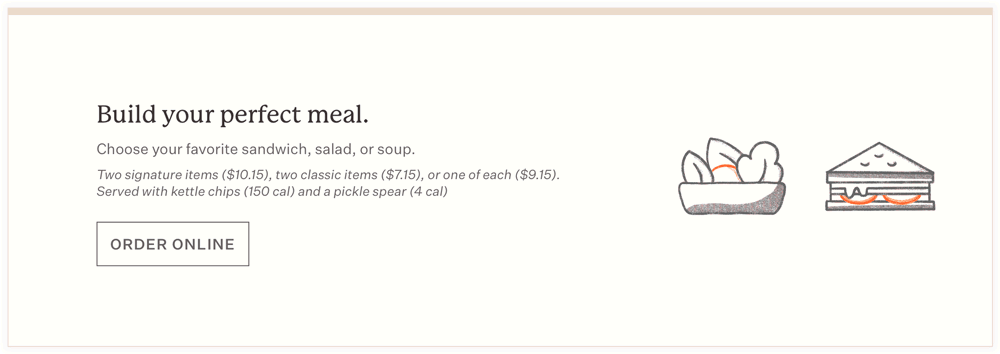 Build your perfect meal.
Choose your favorite sandwich, salad, or soup.
Two signature items ($10.15), two classic items ($7.15), or one of each ($9.15).
Served with kettle chips (150 cal) and a pickle spear (4 cal)
ORDER ONLINE